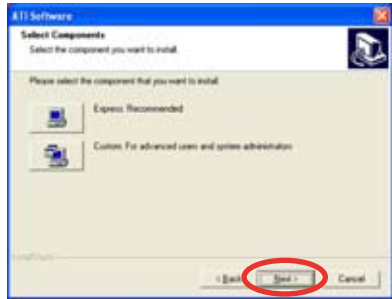 ATI Software
Select Components
Select the component you want to install.
Please select the component that you want to install.
Express: Recommended
Custom: For advanced users and system administrators
< Back
Next >
Cancel